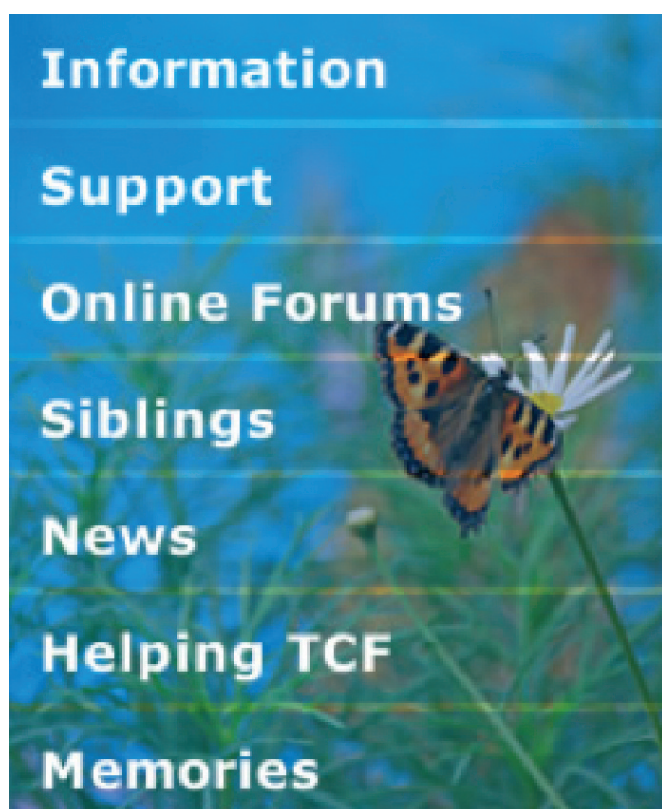 Information
Support
Online Forums
Siblings
News
Helping TCF
Memories